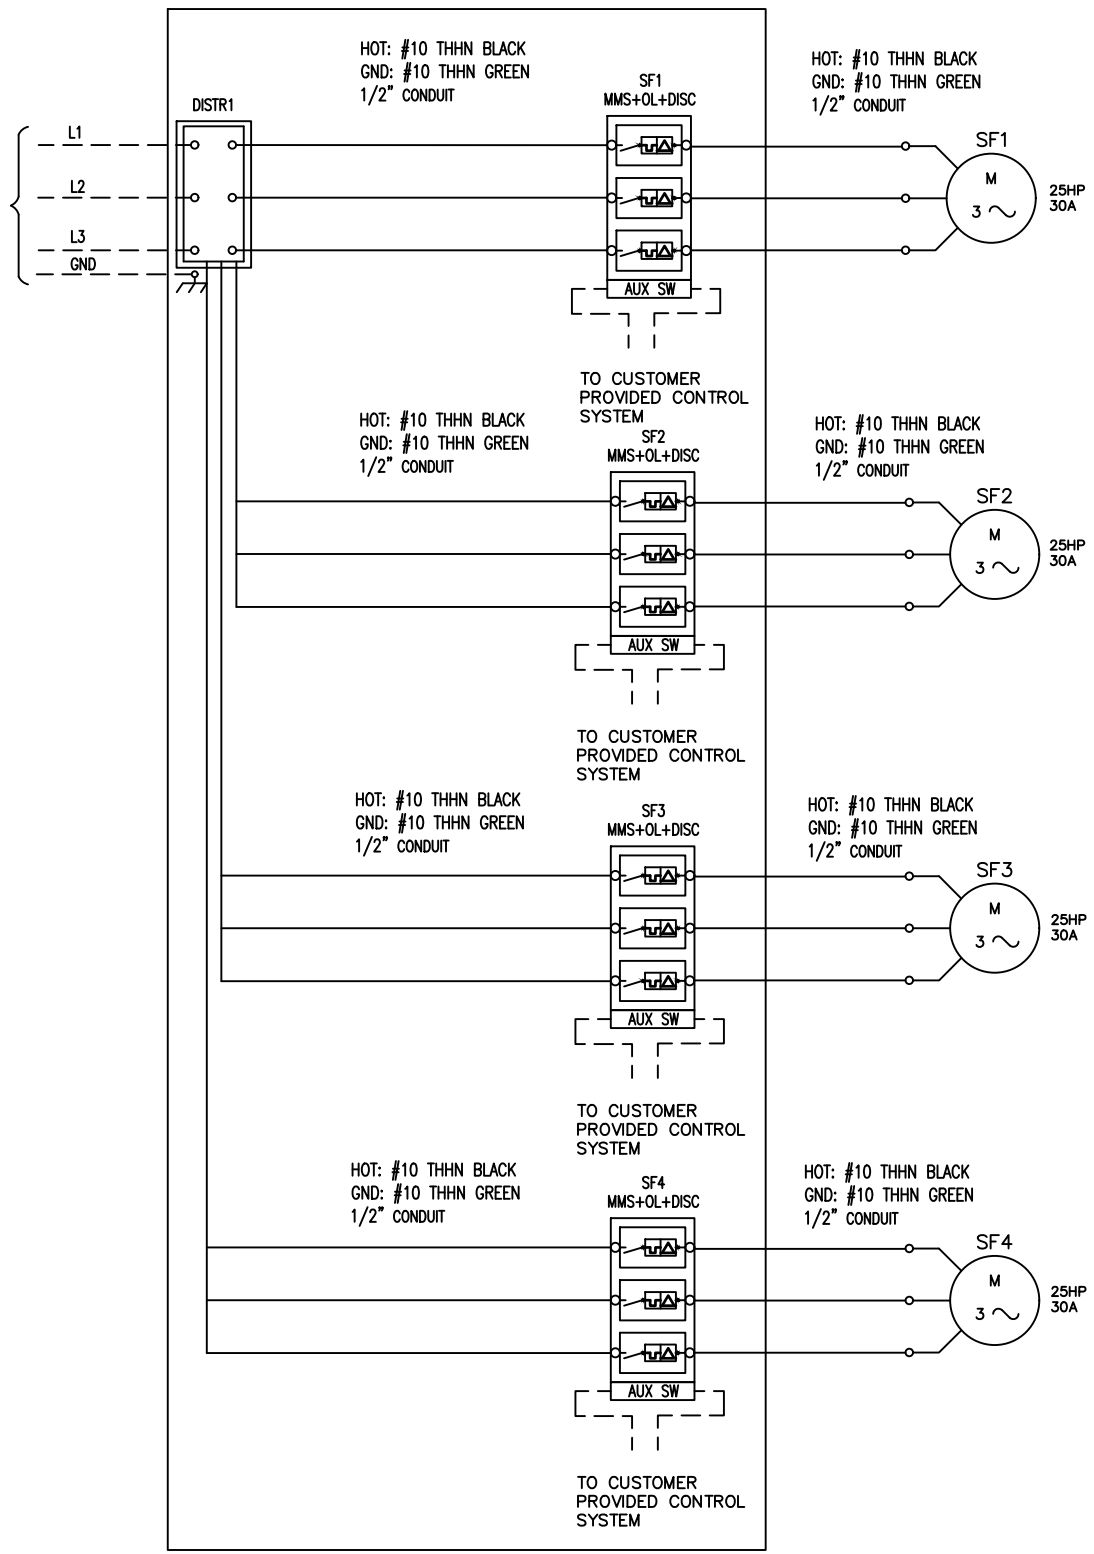 HOT: #10 THHN BLACK
GND: #10 THHN GREEN
1/2" CONDUIT
HOT: #10 THHN BLACK
GND: #10 THHN GREEN
1/2" CONDUIT
DISTR1
SF1
MMS+OL+DISC
L1
L2
L3
GND
SF1
M
3
25HP
30A
AUX SW
TO CUSTOMER
PROVIDED CONTROL
SYSTEM
HOT: #10 THHN BLACK
GND: #10 THHN GREEN
1/2" CONDUIT
SF2
MMS+OL+DISC
HOT: #10 THHN BLACK
GND: #10 THHN GREEN
1/2" CONDUIT
SF2
M
3
25HP
30A
AUX SW
TO CUSTOMER
PROVIDED CONTROL
SYSTEM
HOT: #10 THHN BLACK
GND: #10 THHN GREEN
1/2" CONDUIT
SF3
MMS+OL+DISC
HOT: #10 THHN BLACK
GND: #10 THHN GREEN
1/2" CONDUIT
SF3
M
3
25HP
30A
AUX SW
TO CUSTOMER
PROVIDED CONTROL
SYSTEM
HOT: #10 THHN BLACK
GND: #10 THHN GREEN
1/2" CONDUIT
SF4
MMS+OL+DISC
HOT: #10 THHN BLACK
GND: #10 THHN GREEN
1/2" CONDUIT
SF4
M
3
25HP
30A
AUX SW
TO CUSTOMER
PROVIDED CONTROL
SYSTEM